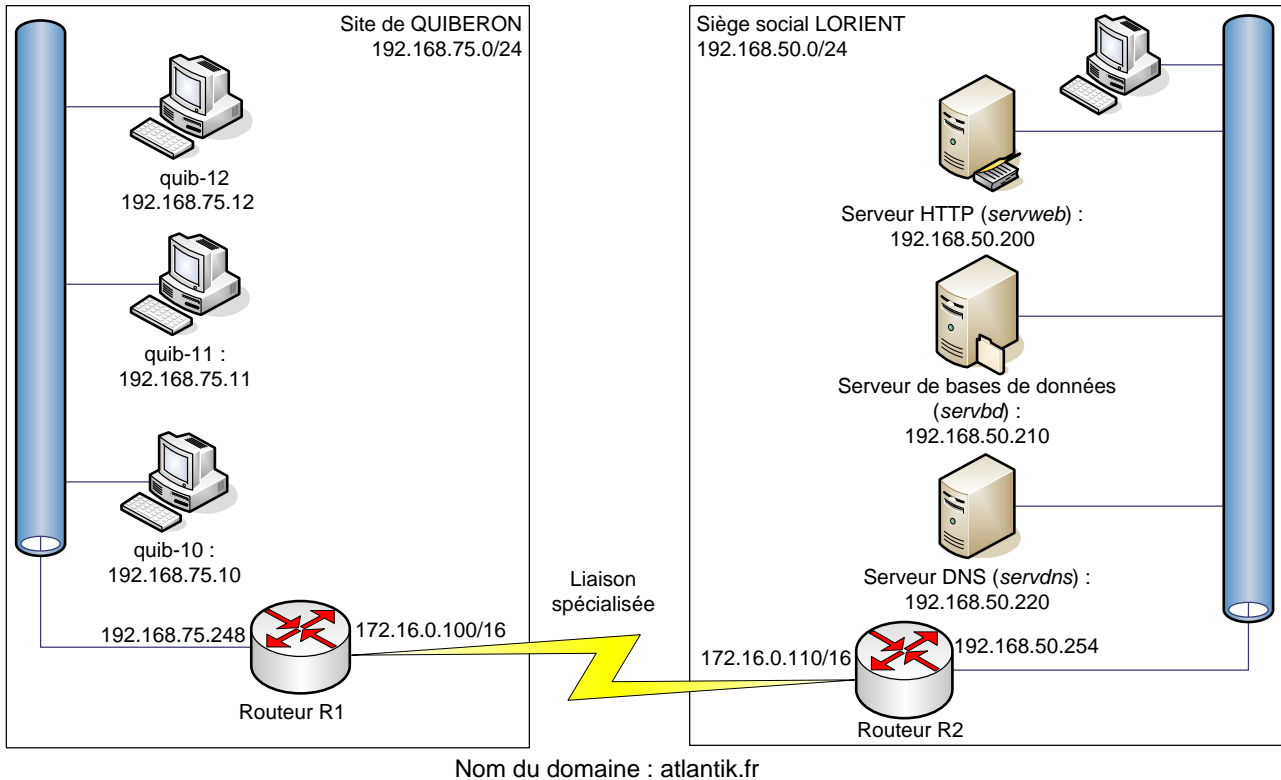 Site de QUIBERON
192.168.75.0/24
quib-12
192.168.75.12
quib-11 :
192.168.75.11
quib-10 :
192.168.75.10
192.168.75.248
172.16.0.100/16
Routeur R1
Liaison
spécialisée
Siège social LORIENT
192.168.50.0/24
Serveur HTTP (servweb) :
192.168.50.200
Serveur de bases de données
(servbd) :
192.168.50.210
Serveur DNS (servdns) :
192.168.50.220
172.16.0.110/16
192.168.50.254
Routeur R2
Nom du domaine : atlantik.fr